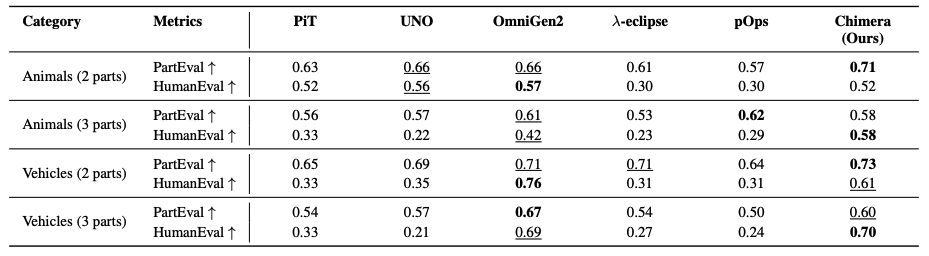 Category Metrics PiT UNO OmniGen2 λ-eclipse pOps Chimera
(Ours)
Animals (2 parts) PartEval ↑ 0.63 0.66 0.66 0.61 0.57 0.71
HumanEval ↑ 0.52 0.56 0.57 0.30 0.30 0.52
Animals (3 parts) PartEval ↑ 0.56 0.57 0.61 0.53 0.62 0.58
HumanEval ↑ 0.33 0.22 0.42 0.23 0.29 0.58
Vehicles (2 parts) PartEval ↑ 0.65 0.69 0.71 0.71 0.64 0.73
HumanEval ↑ 0.33 0.35 0.76 0.31 0.31 0.61
Vehicles (3 parts) PartEval ↑ 0.54 0.57 0.67 0.54 0.50 0.60
HumanEval ↑ 0.33 0.21 0.69 0.27 0.24 0.70